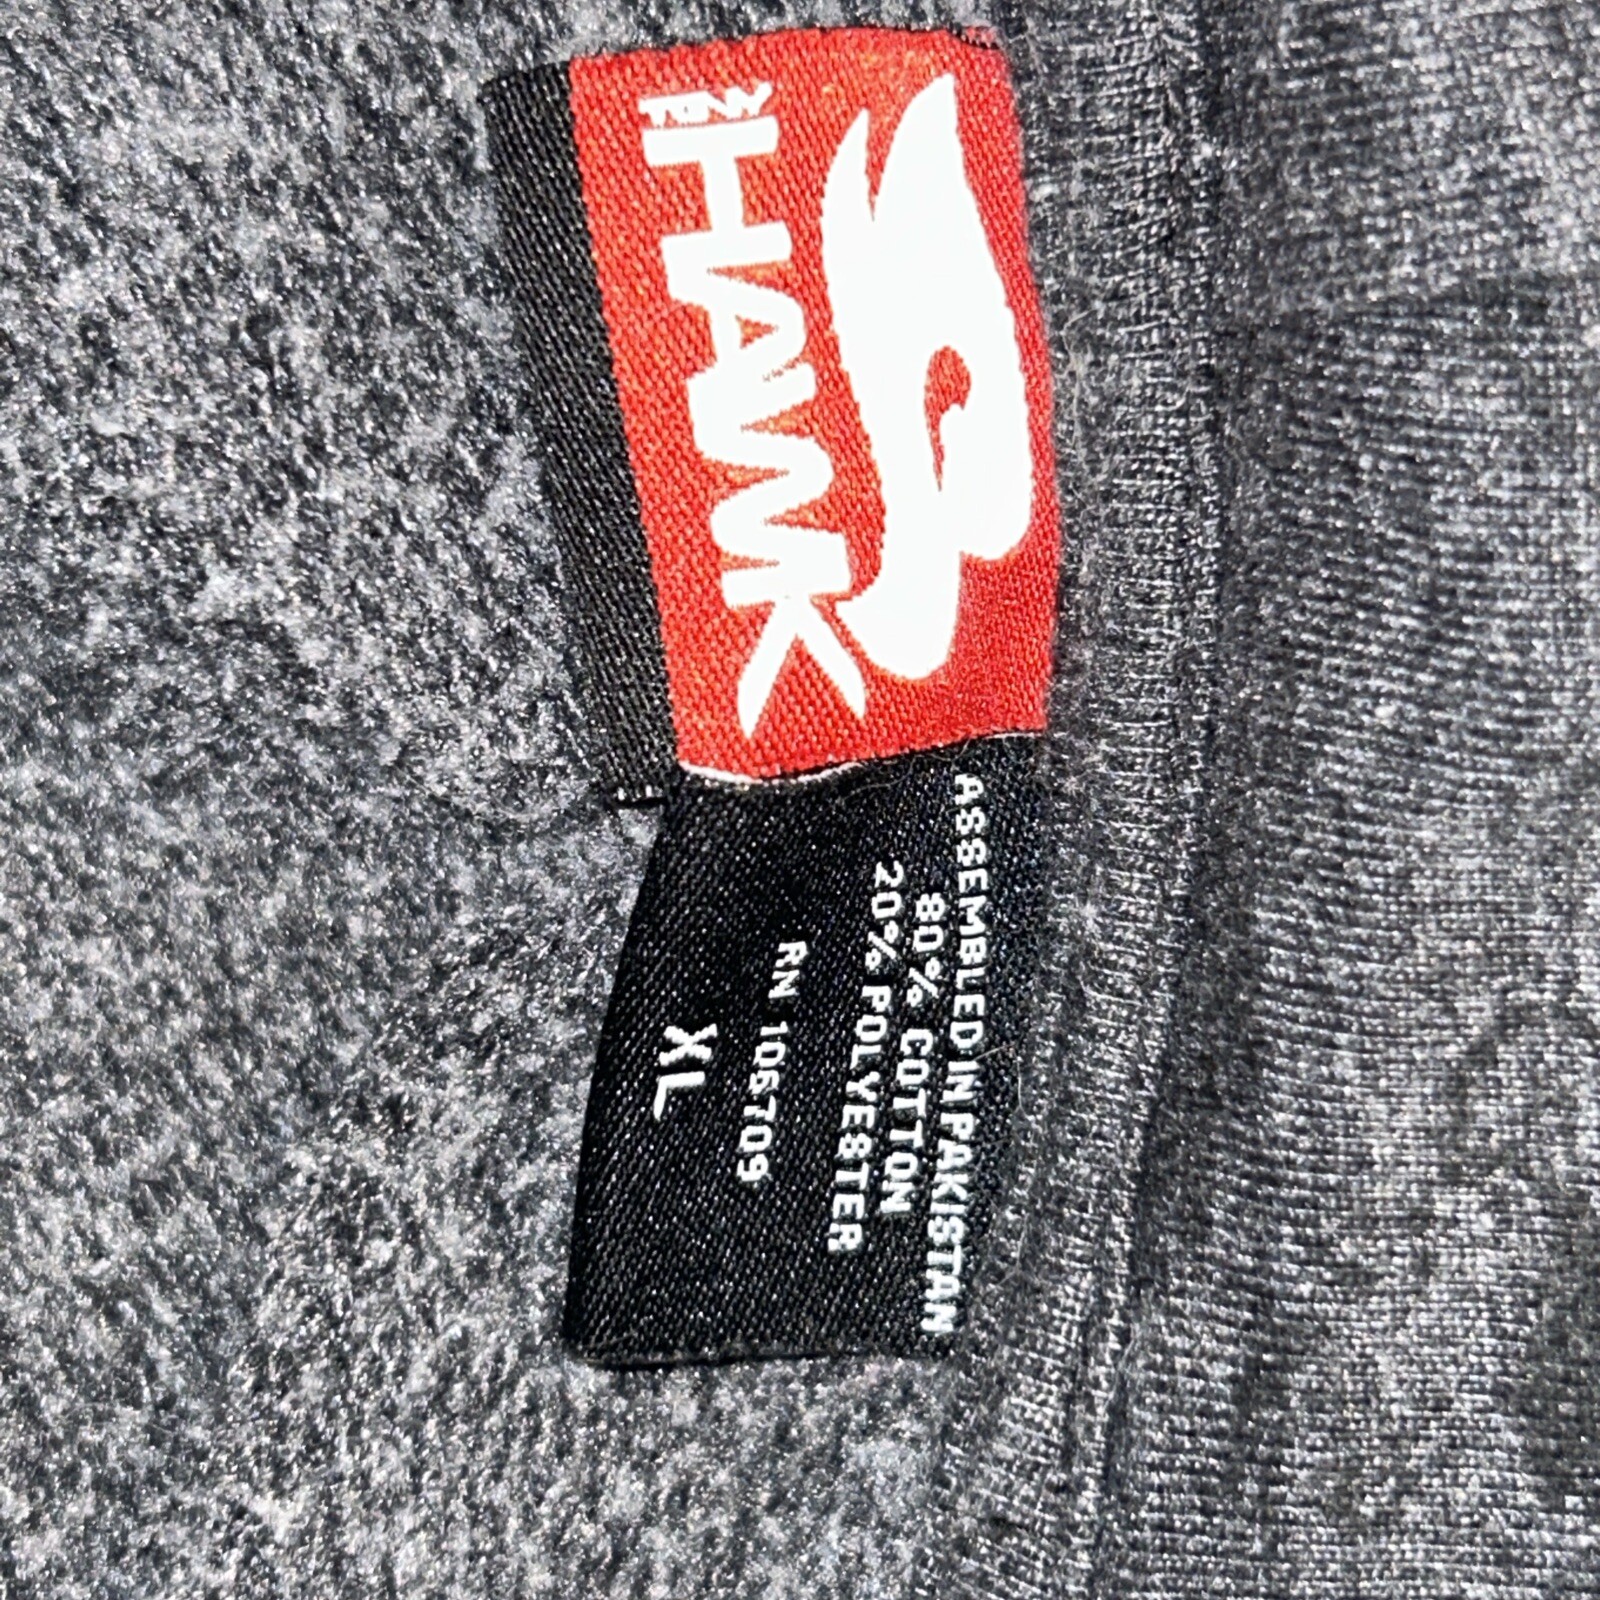 TONY
HAWK
ASSEMBLED IN PAKISTAN
80% COTTON
20% POLYESTER
RN 106709
XL